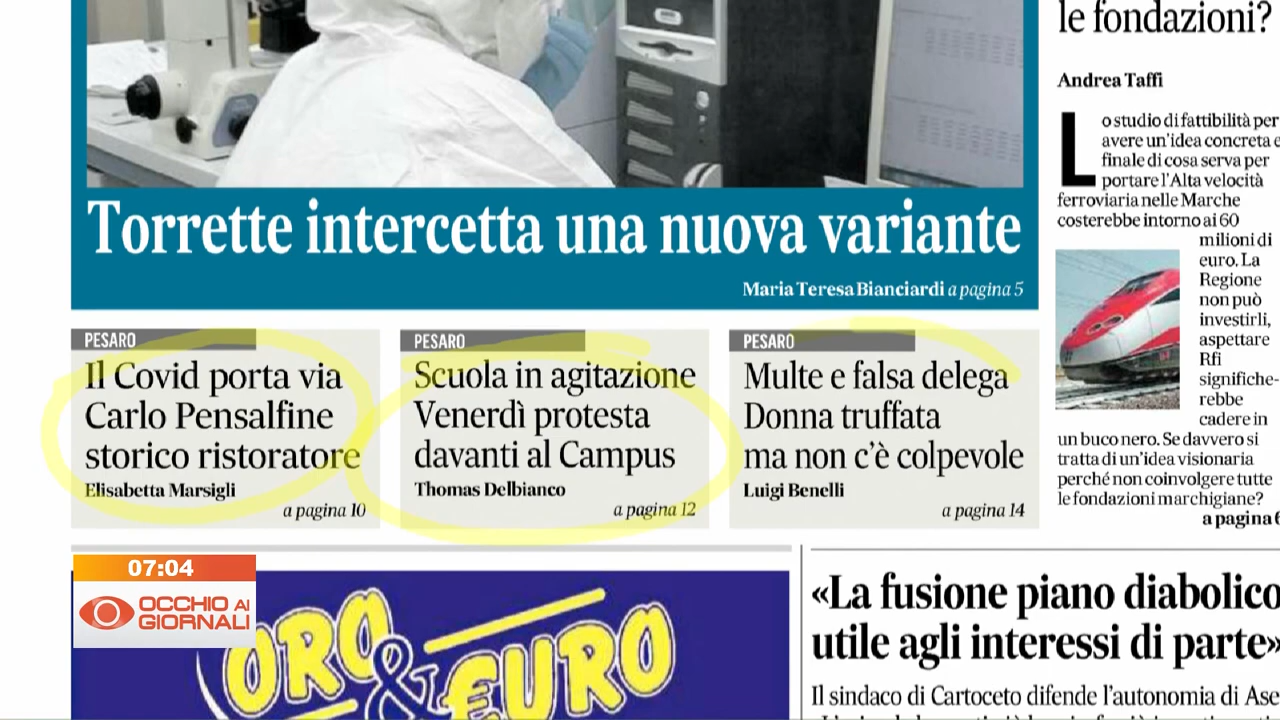 le fondazioni?
Andrea Taffi
Lo studio di fattibilità per
avere un'idea concreta e
finale di cosa serva per
portare l'Alta velocità
ferroviaria nelle Marche
costerebbe intorno ai 60
milioni di
euro. La
Regione
non può
investirli,
aspettare
Rfi
significhe-
rebbe
cadere in
un buco nero. Se davvero si
tratta di un'idea visionaria
perché non coinvolgere tutte
le fondazioni marchigiane?
a pagina 6
Torrette intercetta una nuova variante
Maria Teresa Bianciardi a pagina 5
PESARO
Il Covid porta via
Carlo Pensalfine
storico ristoratore
Elisabetta Marsigli
a pagina 10
PESARO
Scuola in agitazione
Venerdì protesta
davanti al Campus
Thomas Delbianco
a pagina 12
PESARO
Multe e falsa delega
Donna truffata
ma non c'è colpevole
Luigi Benelli
a pagina 14
07:04
OCCHIO AI
GIORNALI
ORO & EURO
«La fusione piano diabolico
utile agli interessi di parte»
Il sindaco di Cartoceto difende l'autonomia di Ase